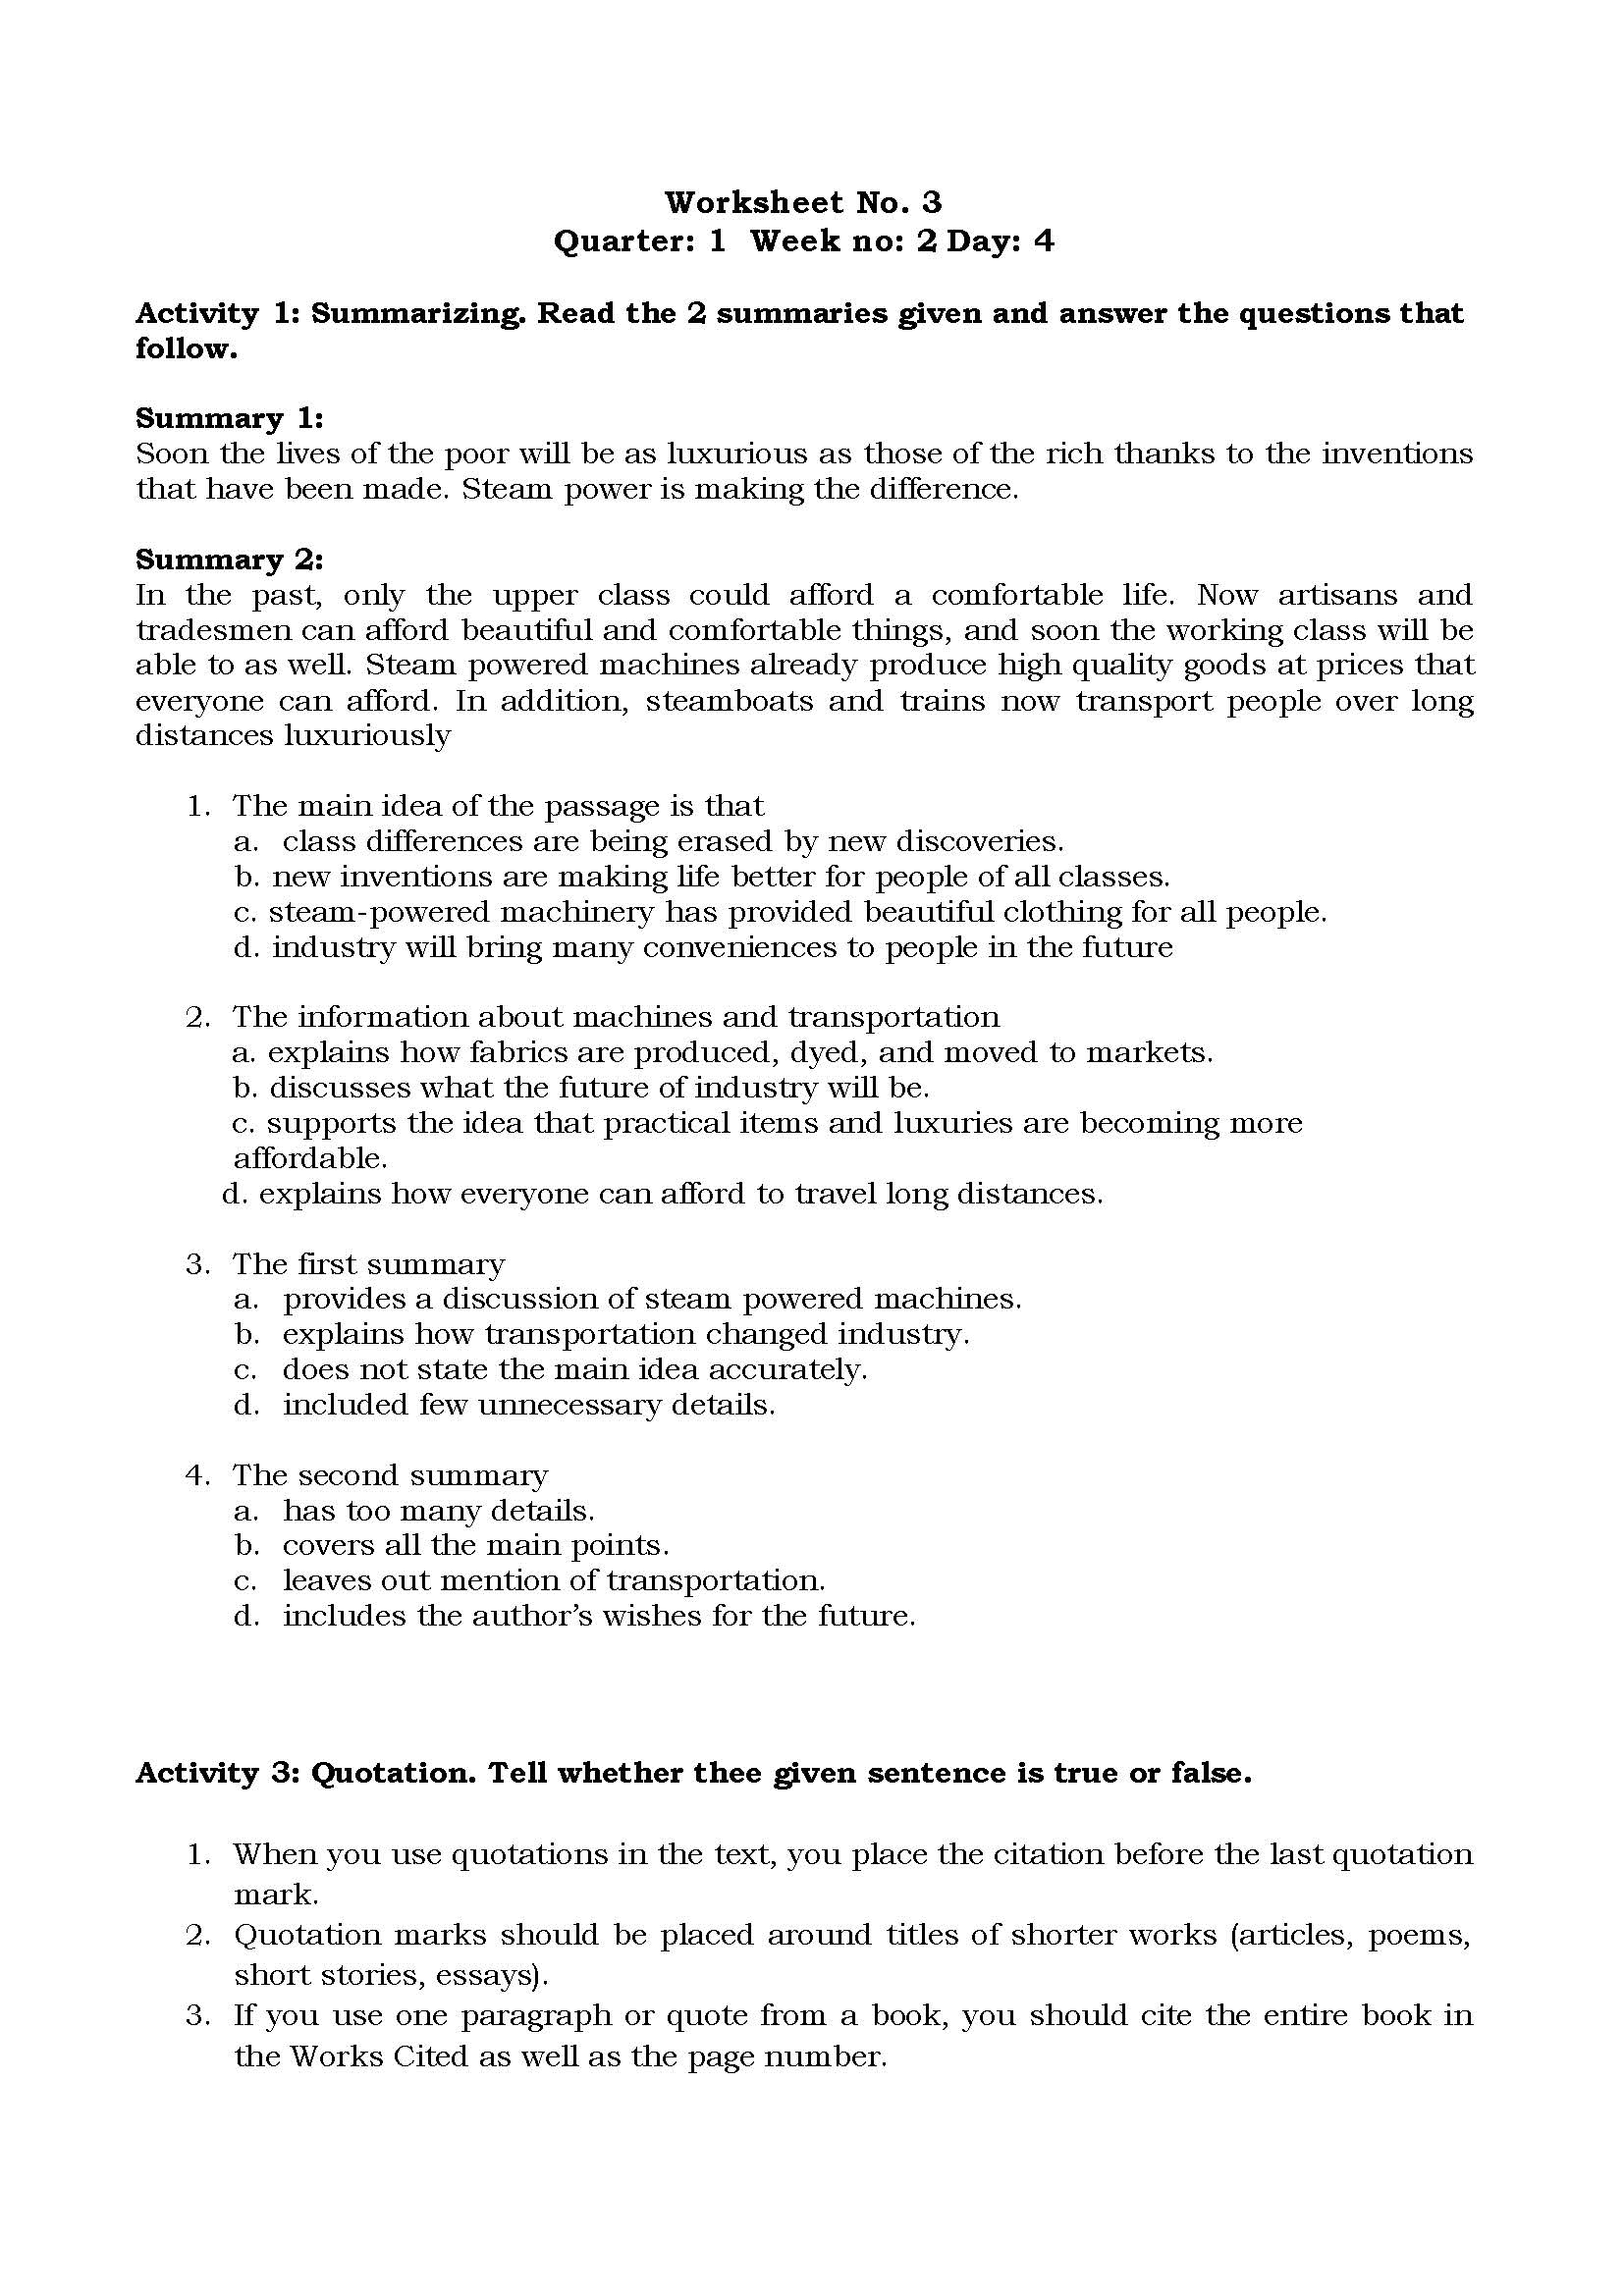 Worksheet No. 3
Quarter: 1 Week no: 2 Day: 4
Activity 1: Summarizing. Read the 2 summaries given and answer the questions that
follow.
Summary 1:
Soon the lives of the poor will be as luxurious as those of the rich thanks to the inventions
that have been made. Steam power is making the difference.
Summary 2:
In the past, only the upper class could afford a comfortable life. Now artisans and
tradesmen can afford beautiful and comfortable things, and soon the working class will be
able to as well. Steam powered machines already produce high quality goods at prices that
everyone can afford. In addition, steamboats and trains now transport people over long
distances luxuriously
1. The main idea of the passage is that
a. class differences are being erased by new discoveries.
b. new inventions are making life better for people of all classes.
c. steam-powered machinery has provided beautiful clothing for all people.
d. industry will bring many conveniences to people in the future
2. The information about machines and transportation
a. explains how fabrics are produced, dyed, and moved to markets.
b. discusses what the future of industry will be.
c. supports the idea that practical items and luxuries are becoming more
affordable.
d. explains how everyone can afford to travel long distances.
3. The first summary
a. provides a discussion of steam powered machines.
b. explains how transportation changed industry.
c. does not state the main idea accurately.
d. included few unnecessary details.
4. The second summary
a. has too many details.
b. covers all the main points.
c. leaves out mention of transportation.
d. includes the author’s wishes for the future.
Activity 3: Quotation. Tell whether thee given sentence is true or false.
1. When you use quotations in the text, you place the citation before the last quotation
mark.
2. Quotation marks should be placed around titles of shorter works (articles, poems,
short stories, essays).
3. If you use one paragraph or quote from a book, you should cite the entire book in
the Works Cited as well as the page number.